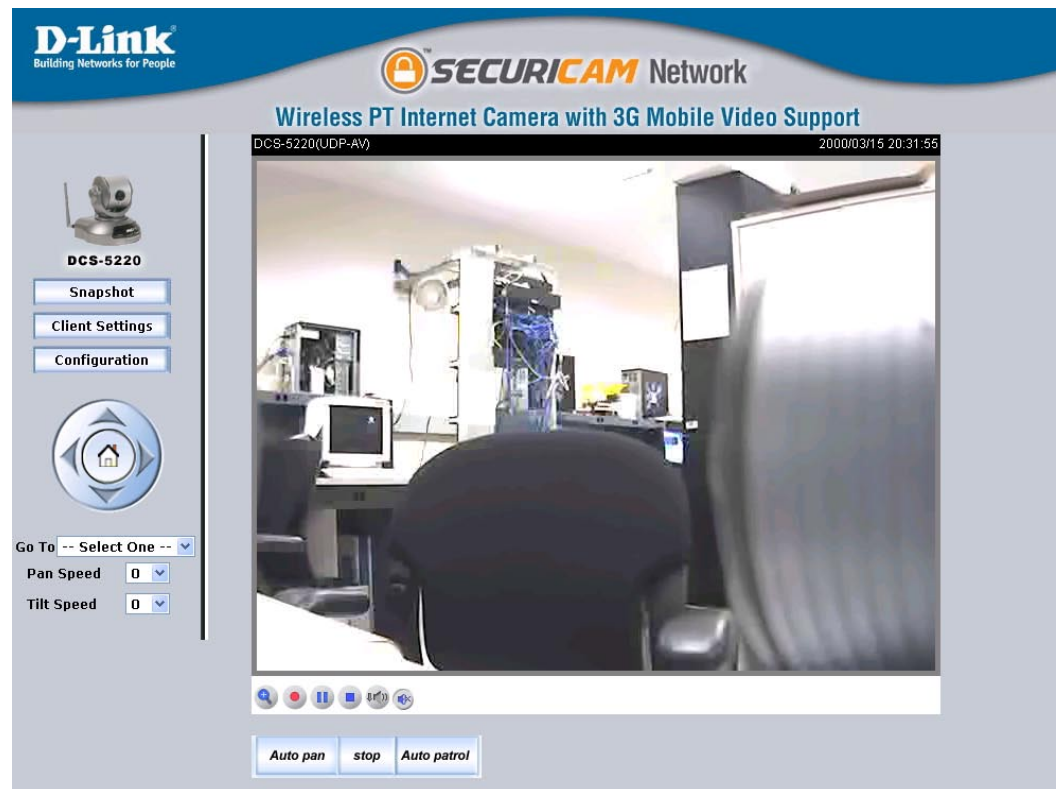 D-Link®
Building Networks for People
™SECURICAM Network
Wireless PT Internet Camera with 3G Mobile Video Support
DCS-5220(UDP-AV) 2000/03/15 20:31:55
DCS-5220
Snapshot
Client Settings
Configuration
Go To -- Select One --
Pan Speed 0
Tilt Speed 0
Auto pan stop Auto patrol